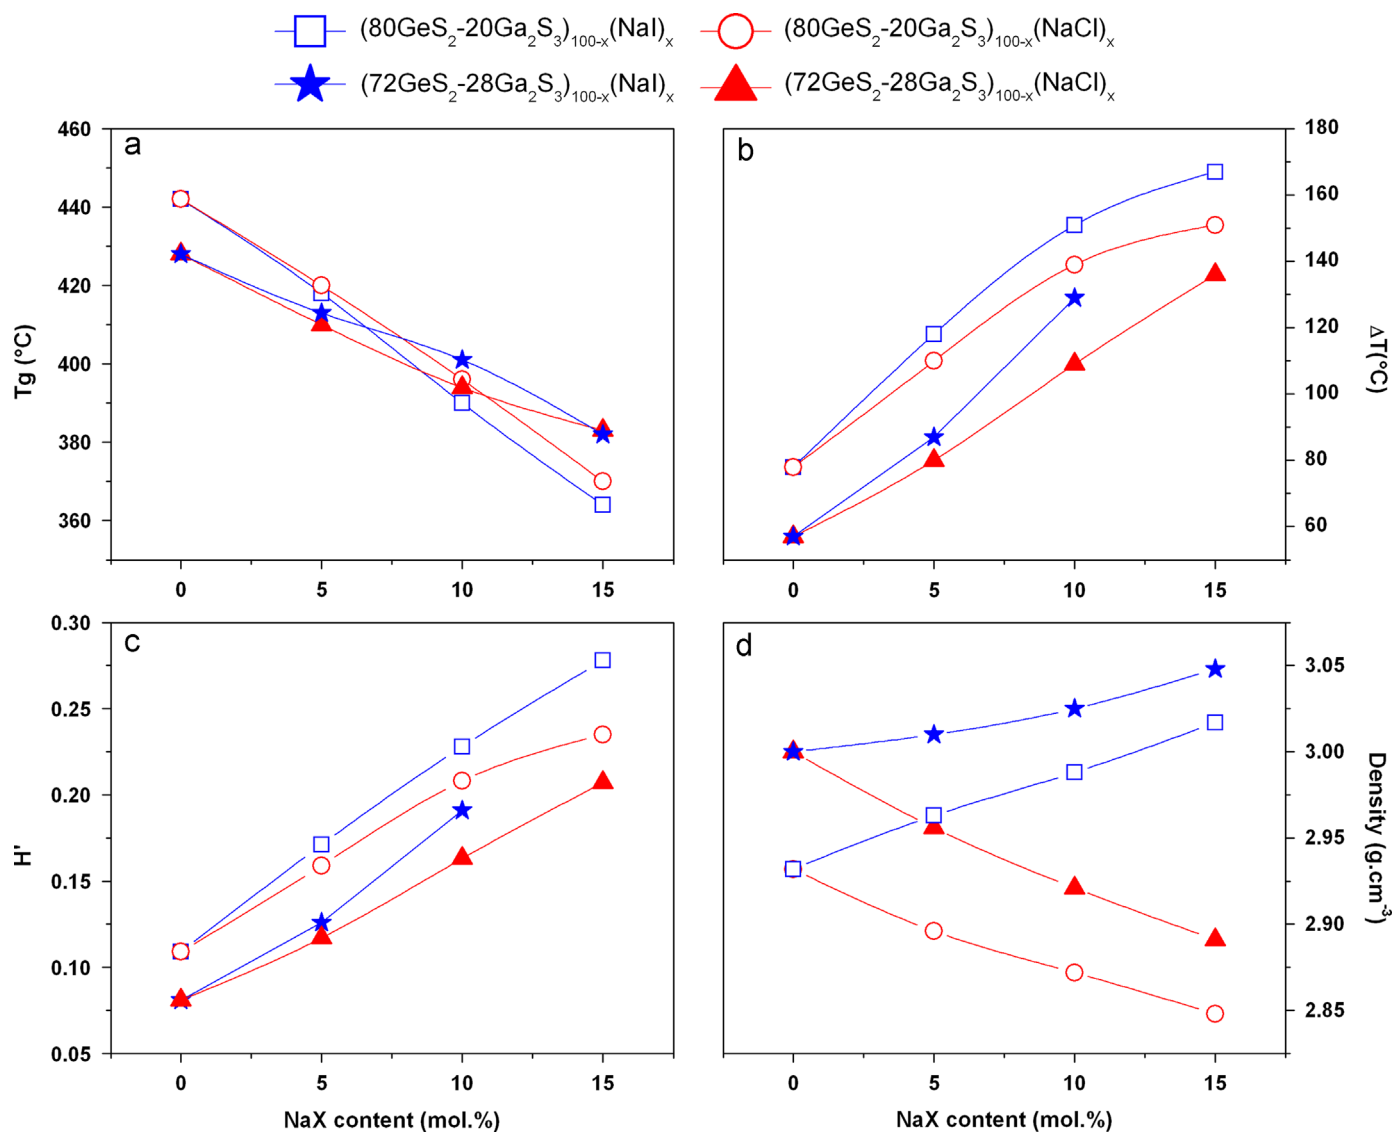 (80GeS₂-20Ga₂S₃)₁₀₀₋ₓ(NaI)ₓ (80GeS₂-20Ga₂S₃)₁₀₀₋ₓ(NaCl)ₓ
(72GeS₂-28Ga₂S₃)₁₀₀₋ₓ(NaI)ₓ (72GeS₂-28Ga₂S₃)₁₀₀₋ₓ(NaCl)ₓ
a
460
440
420
400
380
360
Tg (°C)
0 5 10 15
b
180
160
140
120
100
80
60
ΔT(°C)
0 5 10 15
c
0.30
0.25
0.20
0.15
0.10
0.05
H'
0 5 10 15
NaX content (mol.%)
d
3.05
3.00
2.95
2.90
2.85
Density (g.cm⁻³)
0 5 10 15
NaX content (mol.%)